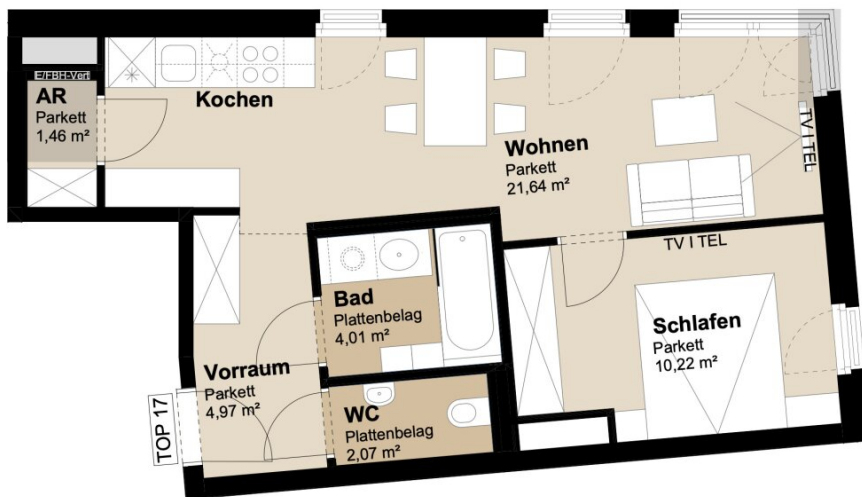 E/FBH-Vert
AR
Parkett
1,46 m²
Kochen
Wohnen
Parkett
21,64 m²
TV I TEL
TV I TEL
Bad
Plattenbelag
4,01 m²
Schlafen
Parkett
10,22 m²
Vorraum
Parkett
4,97 m²
WC
Plattenbelag
2,07 m²
TOP 17